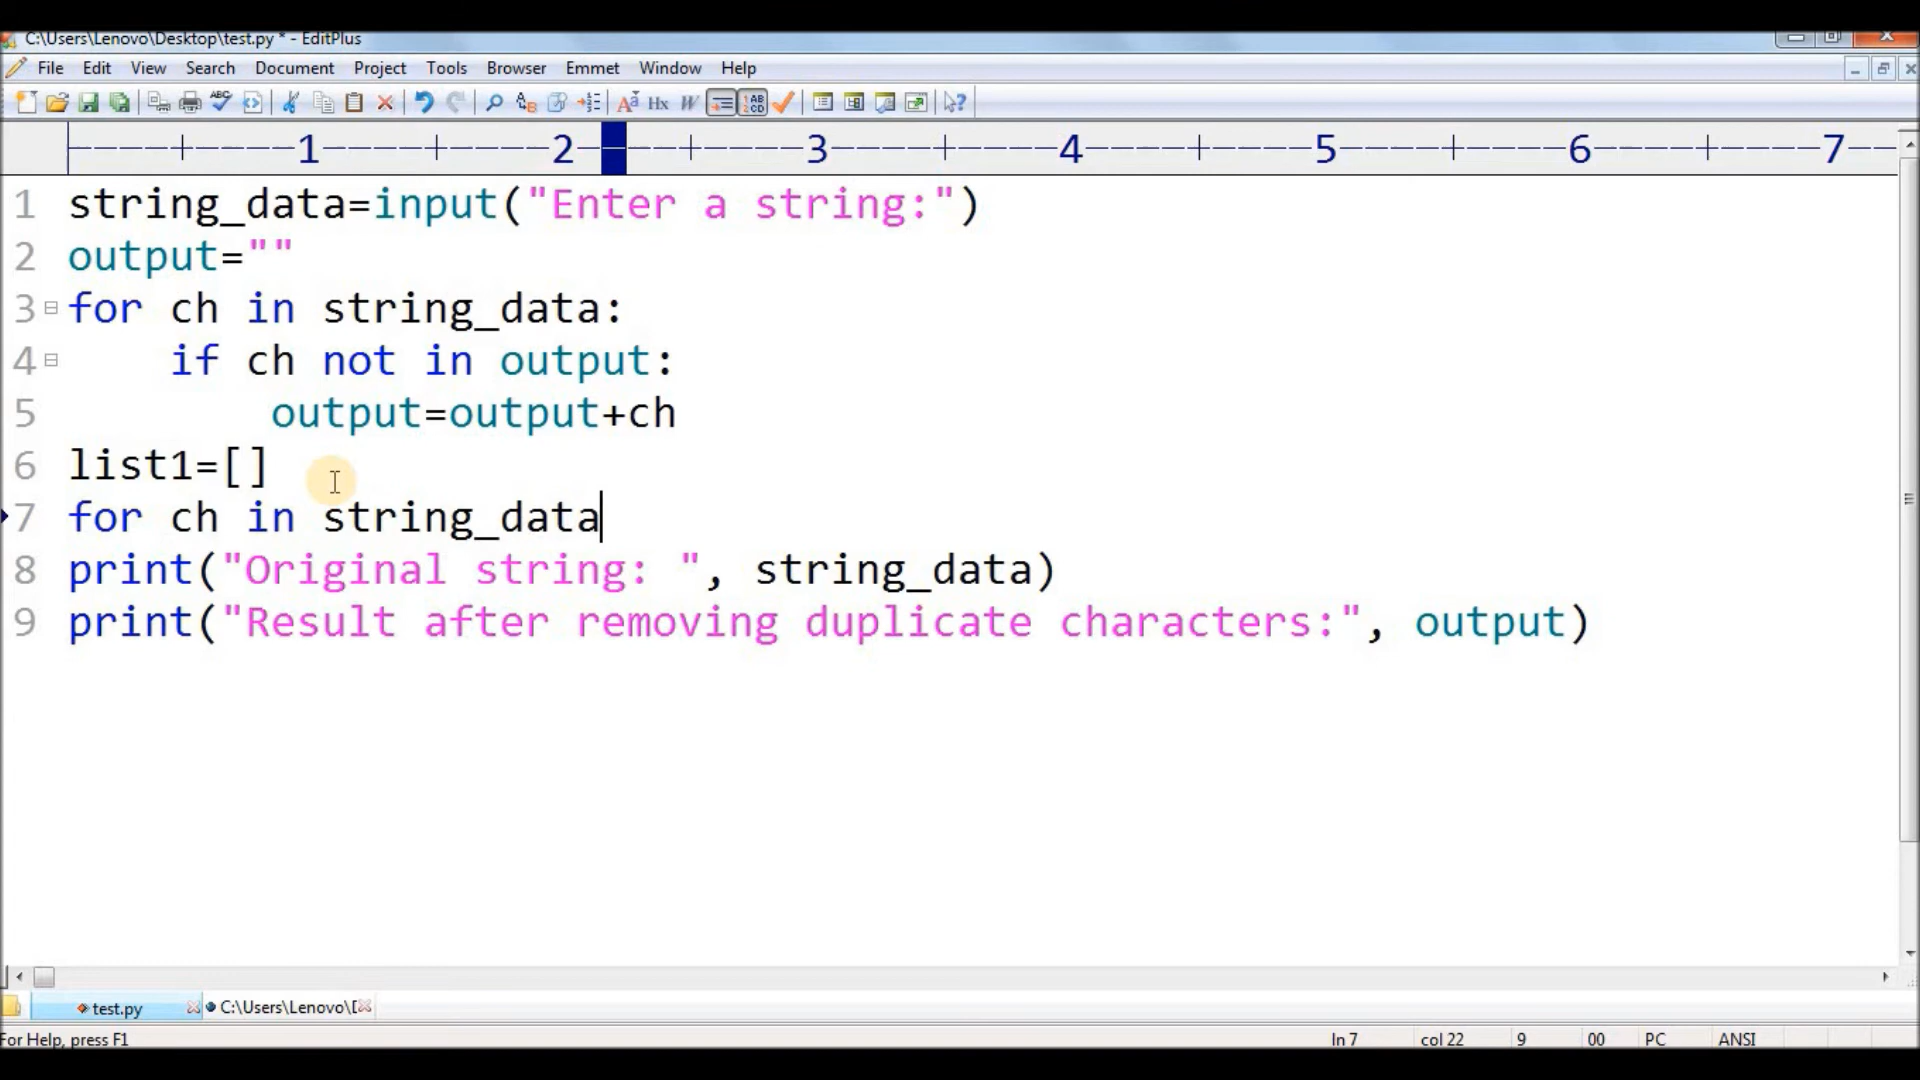 C:\Users\Lenovo\Desktop\test.py * - EditPlus
File Edit View Search Document Project Tools Browser Emmet Window Help
----+----1----+----2----+----3----+----4----+----5----+----6----+----7--
1 string_data=input("Enter a string:")
2 output=""
3 for ch in string_data:
4     if ch not in output:
5         output=output+ch
6 list1=[]
7 for ch in string_data
8 print("Original string: ", string_data)
9 print("Result after removing duplicate characters:", output)
test.py C:\Users\Lenovo\[
For Help, press F1 ln 7 col 22 9 00 PC ANSI